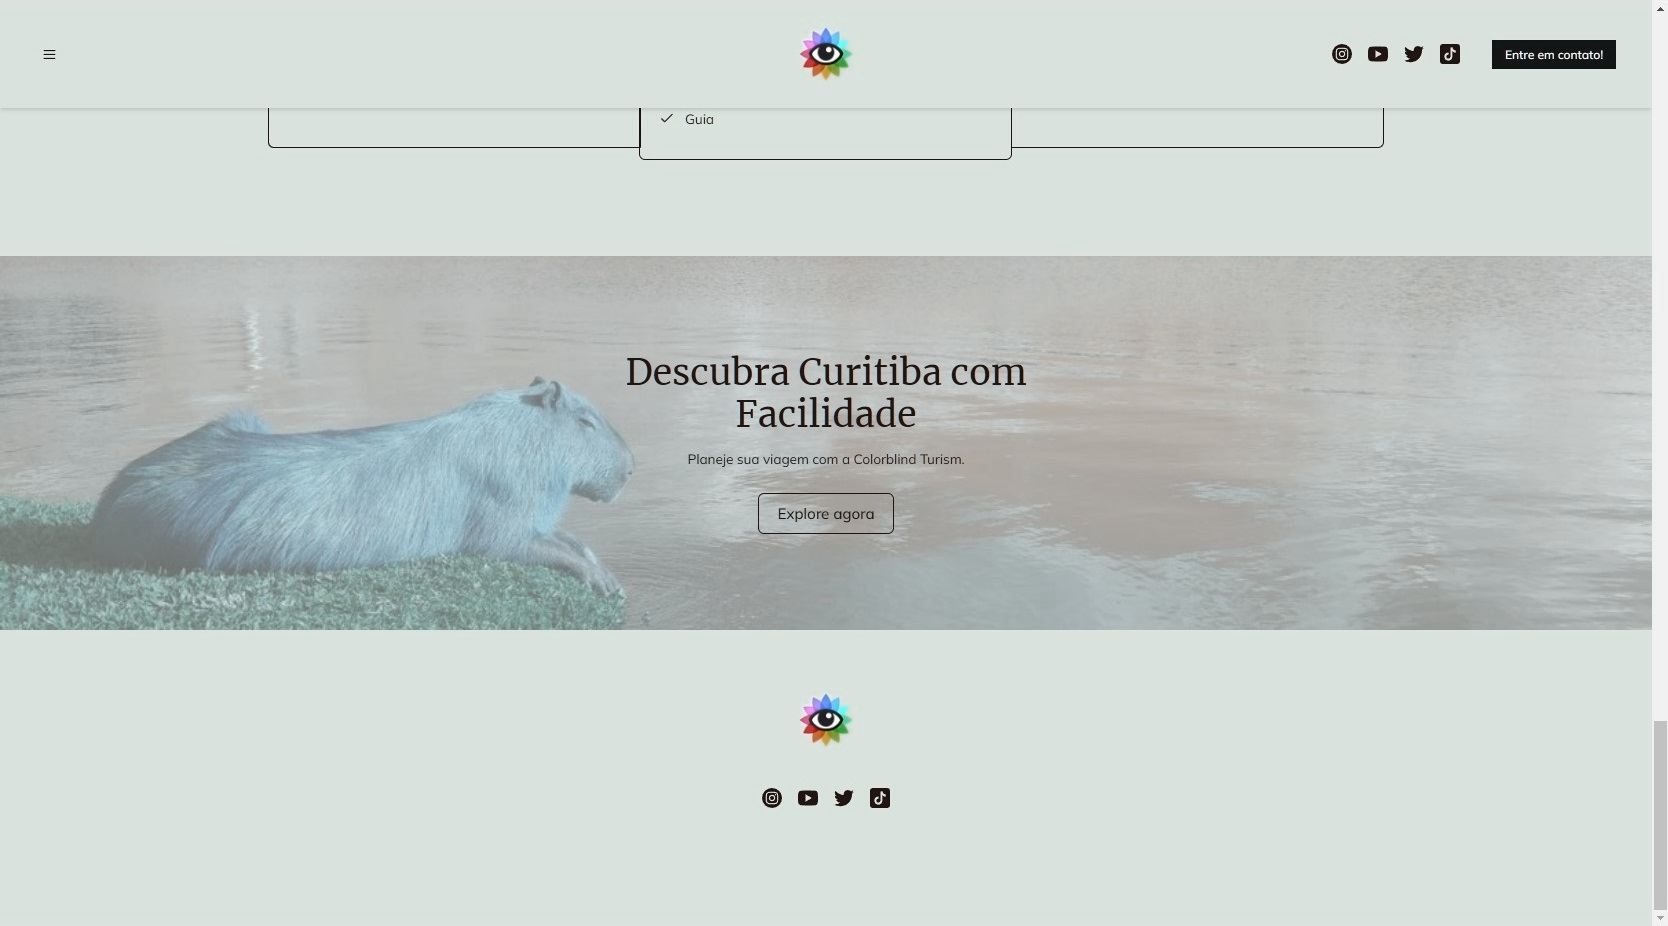 Entre em contato!
Guia
Descubra Curitiba com
Facilidade
Planeje sua viagem com a Colorblind Turism.
Explore agora